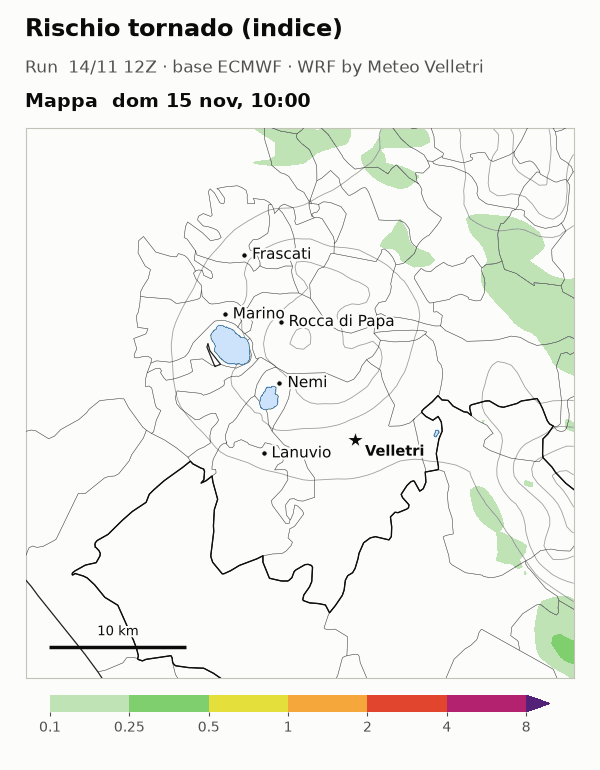 Rischio tornado (indice)
Run  14/11 12Z · base ECMWF · WRF by Meteo Velletri
Mappa  dom 15 nov, 10:00
Frascati
Marino
Rocca di Papa
Nemi
Velletri
Lanuvio
10 km
0.1 0.25 0.5 1 2 4 8